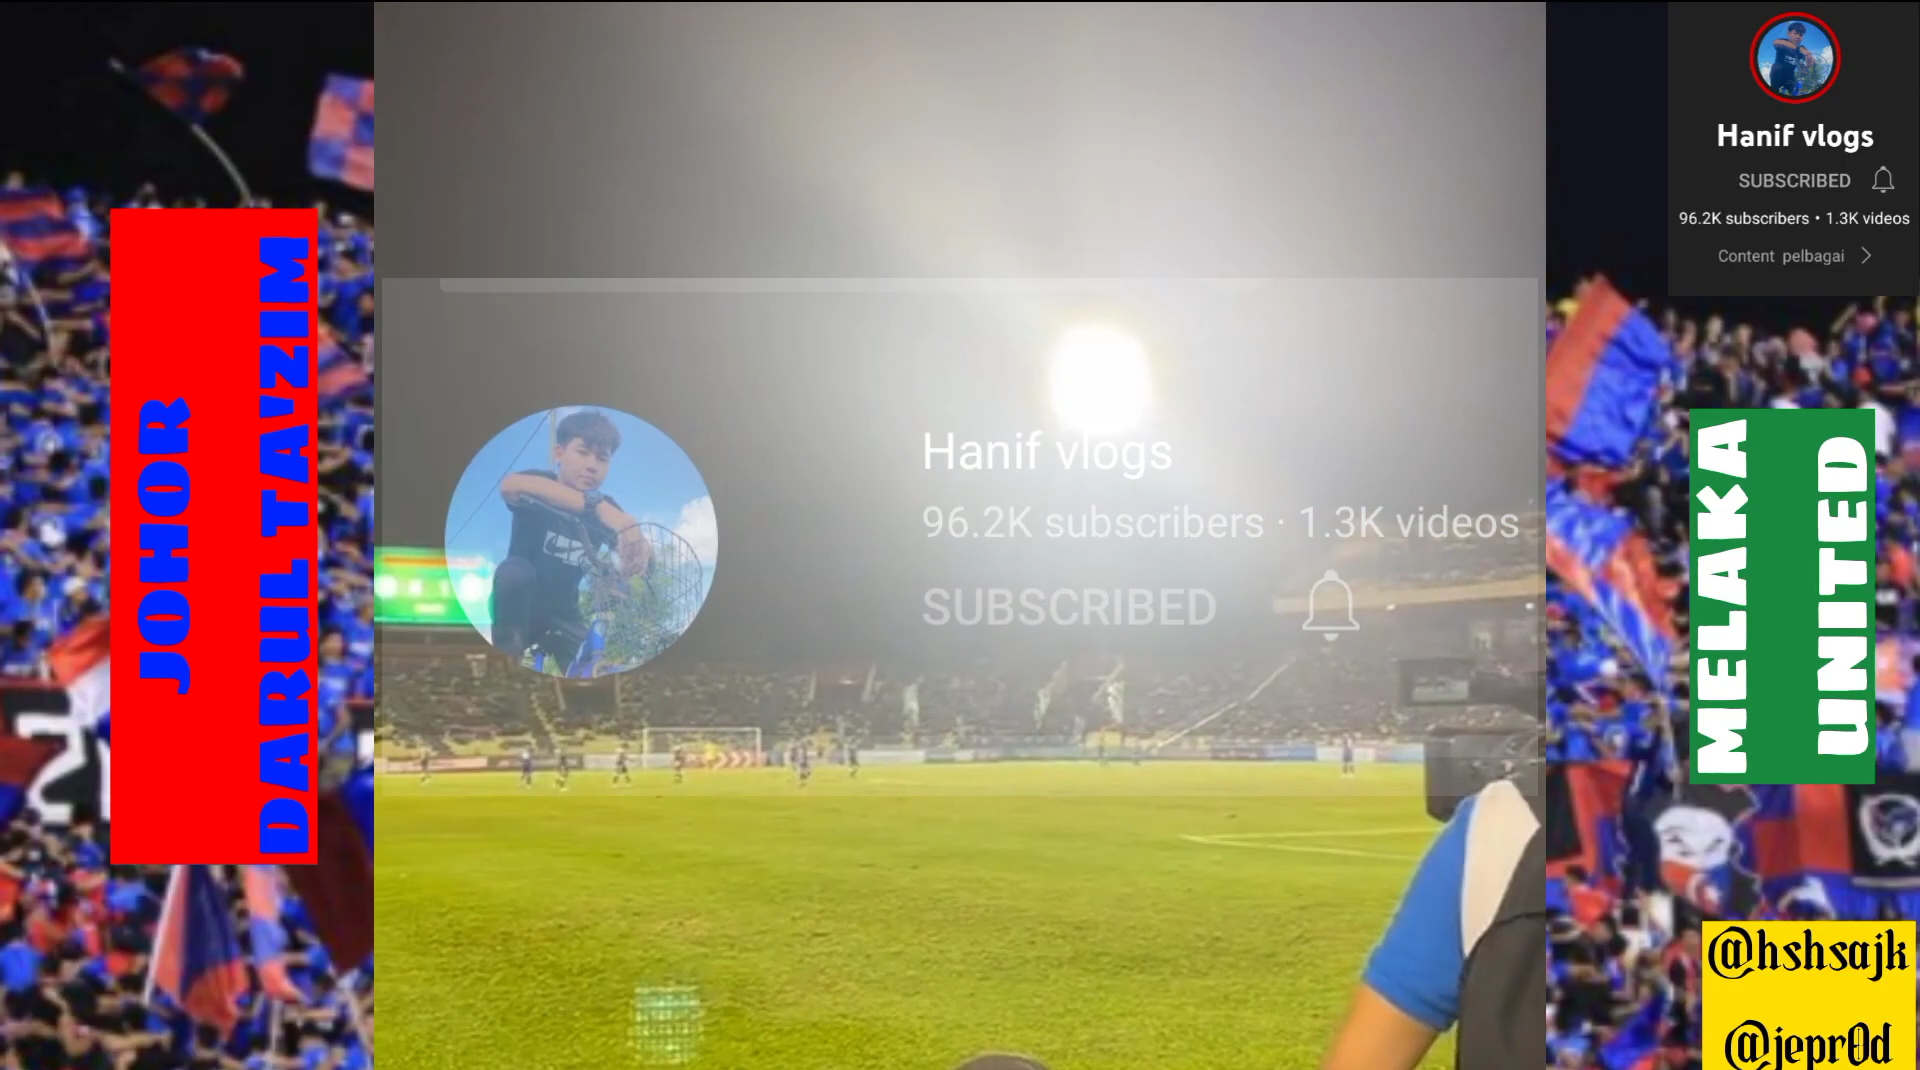 JOHOR
DARUL TA'ZIM
Hanif vlogs
96.2K subscribers · 1.3K videos
SUBSCRIBED
Hanif vlogs
SUBSCRIBED
96.2K subscribers • 1.3K videos
Content pelbagai
MELAKA
UNITED
@hshsajk
@jepr0d